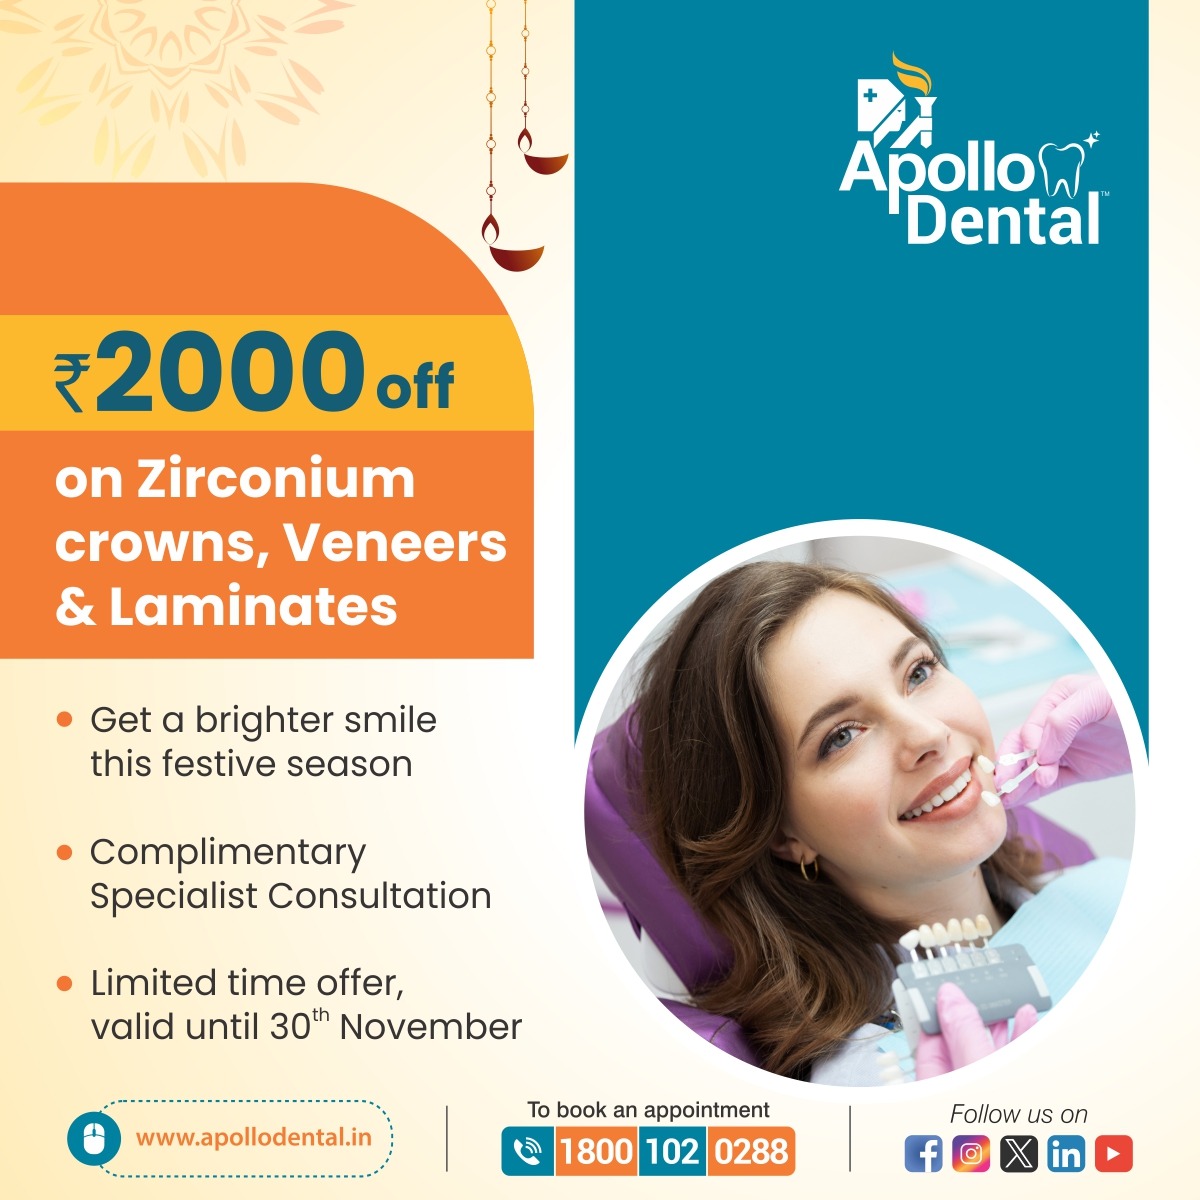 Apollo
Dental™
₹2000 off
on Zirconium
crowns, Veneers
& Laminates
• Get a brighter smile
this festive season
• Complimentary
Specialist Consultation
• Limited time offer,
valid until 30th November
www.apollodental.in
To book an appointment
1800 102 0288
Follow us on